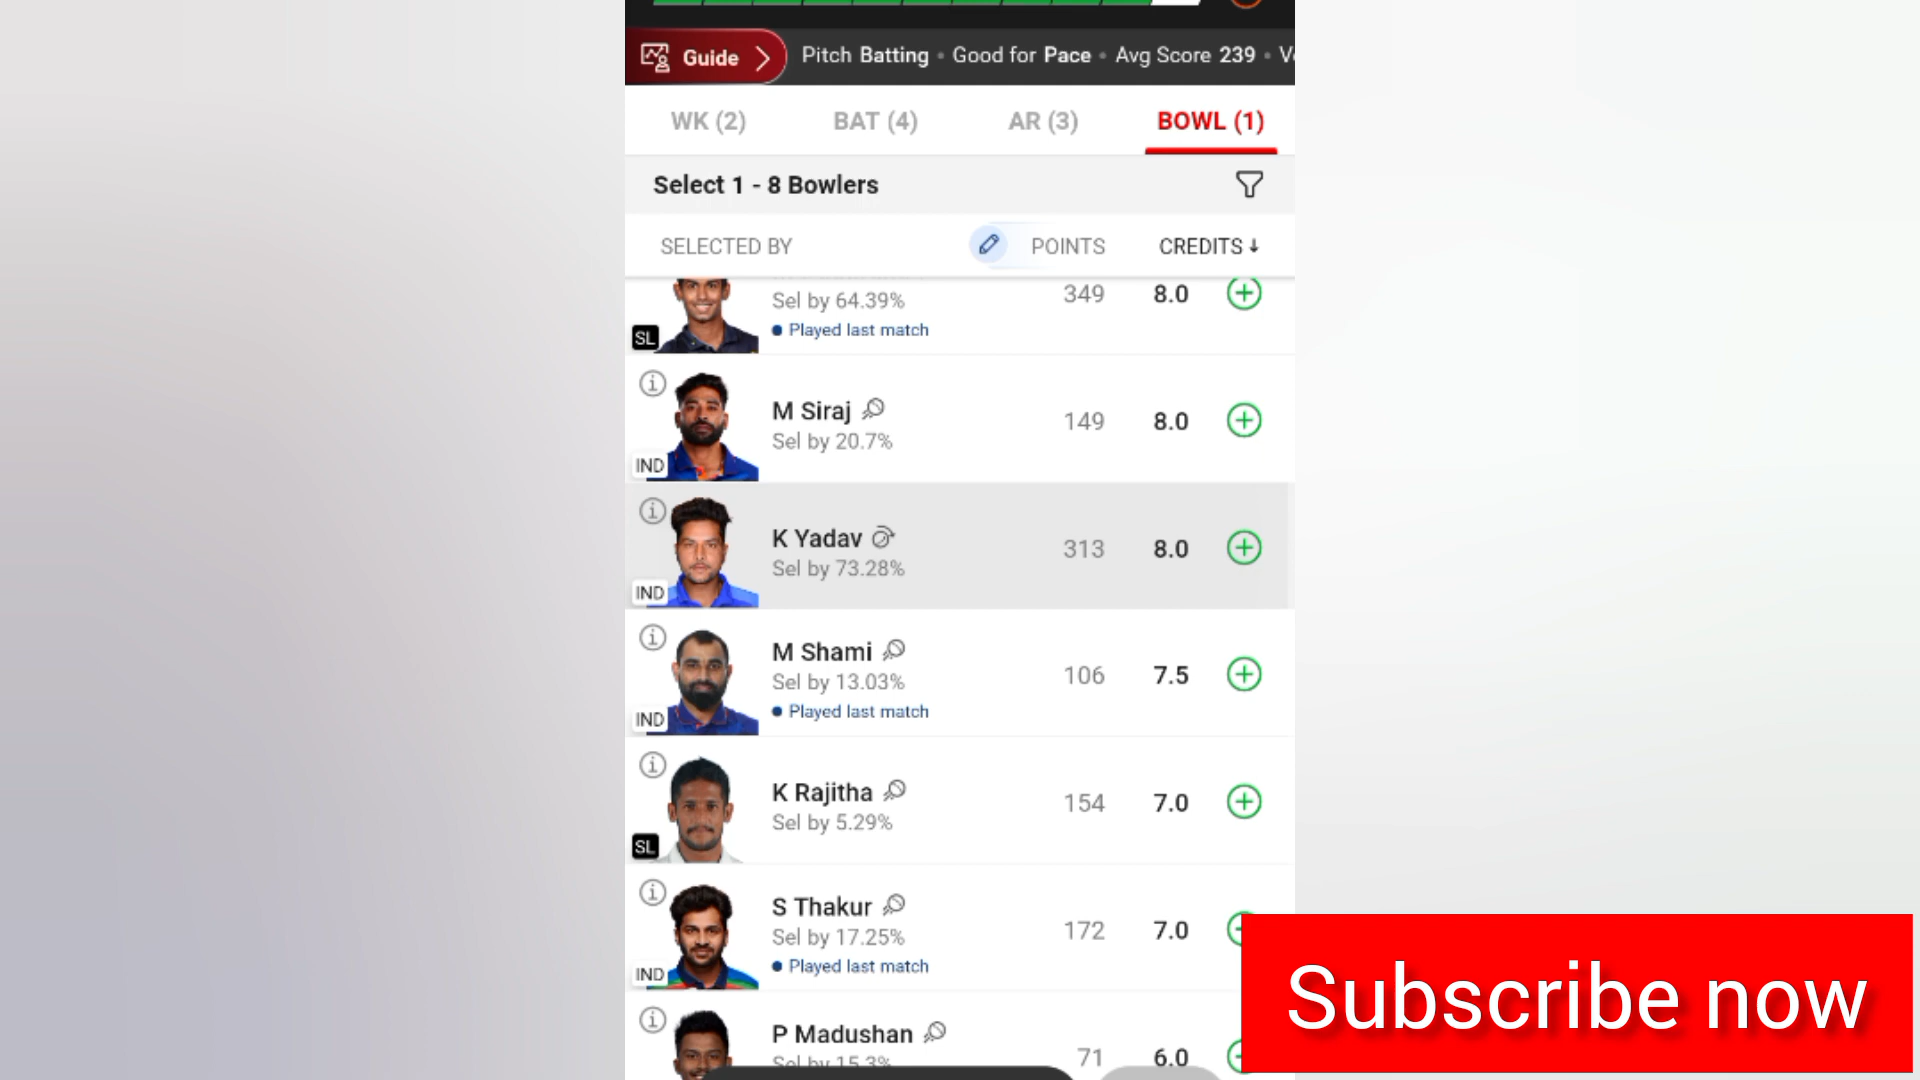 Guide Pitch Batting • Good for Pace • Avg Score 239 •
WK (2) BAT (4) AR (3) BOWL (1)
Select 1 - 8 Bowlers
SELECTED BY POINTS CREDITS ↓
Sel by 64.39% 349 8.0
SL • Played last match
M Siraj 149 8.0
Sel by 20.7%
IND
K Yadav 313 8.0
Sel by 73.28%
IND
M Shami 106 7.5
Sel by 13.03%
IND • Played last match
K Rajitha 154 7.0
Sel by 5.29%
SL
S Thakur 172 7.0
Sel by 17.25%
IND • Played last match
P Madushan 71 6.0
Sel by 15.3%
Subscribe now